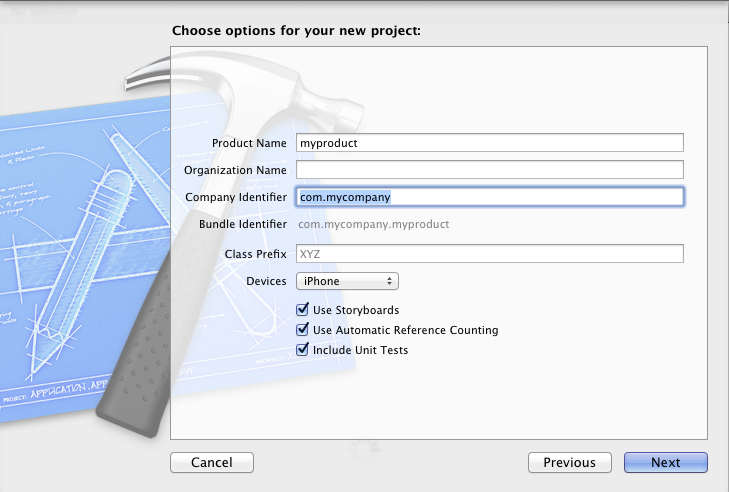 Choose options for your new project:
Product Name myproduct
Organization Name
Company Identifier com.mycompany
Bundle Identifier com.mycompany.myproduct
Class Prefix XYZ
Devices iPhone
Use Storyboards
Use Automatic Reference Counting
Include Unit Tests
PROJECT: APPLICATION.APP
Cancel Previous Next